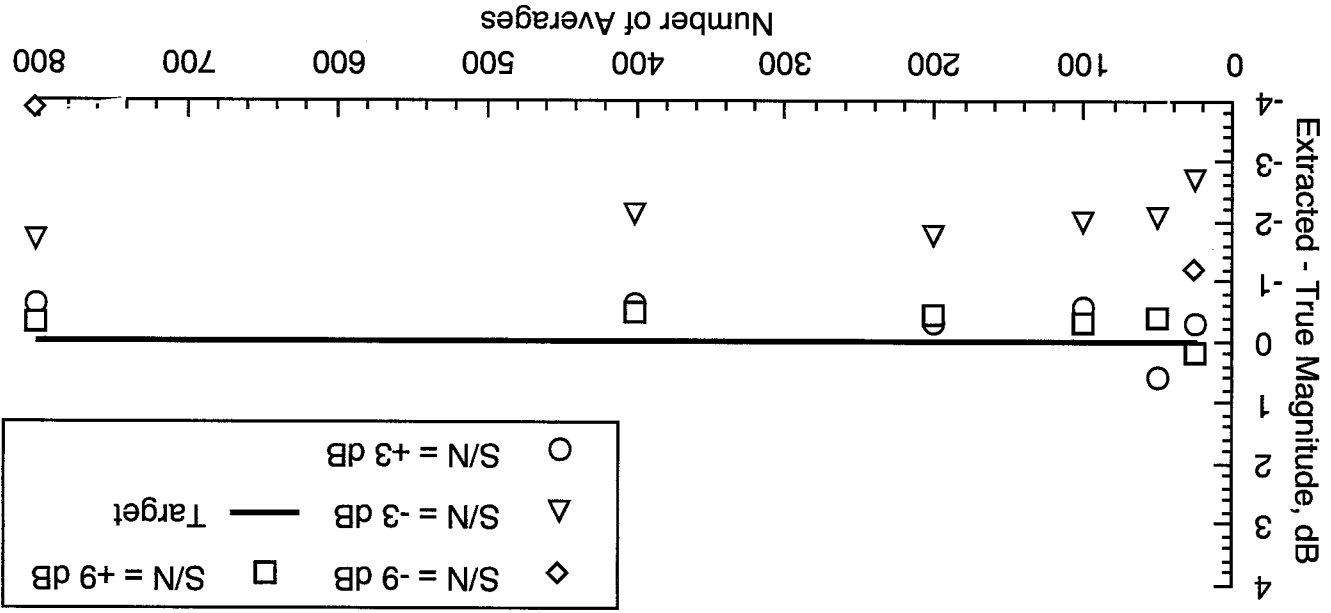 Extracted - True Magnitude, dB
4
3
2
1
0
-1
-2
-3
-4
S/N = -9 dB
S/N = +9 dB
S/N = -3 dB
Target
S/N = +3 dB
0
100
200
300
400
500
600
700
800
Number of Averages